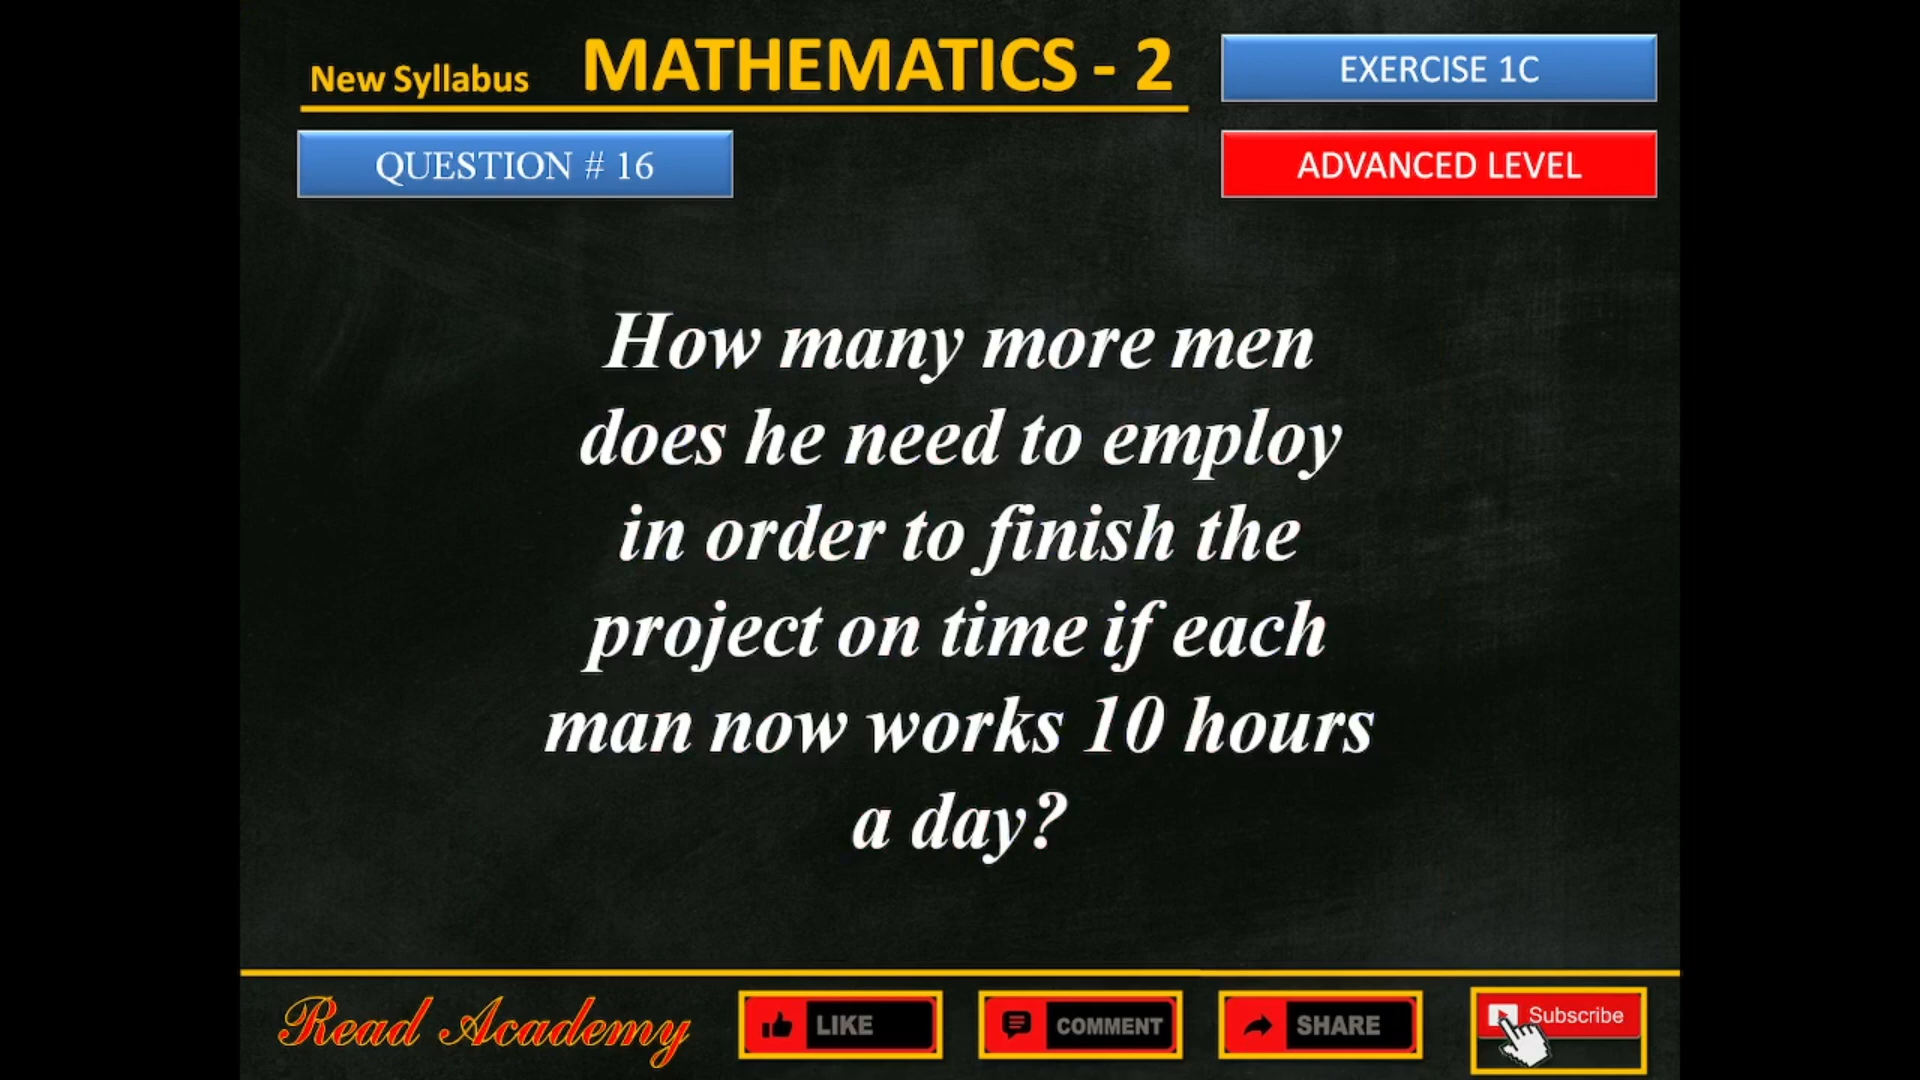 New Syllabus MATHEMATICS - 2
EXERCISE 1C
QUESTION # 16
ADVANCED LEVEL
How many more men
does he need to employ
in order to finish the
project on time if each
man now works 10 hours
a day?
Read Academy
LIKE
COMMENT
SHARE
Subscribe